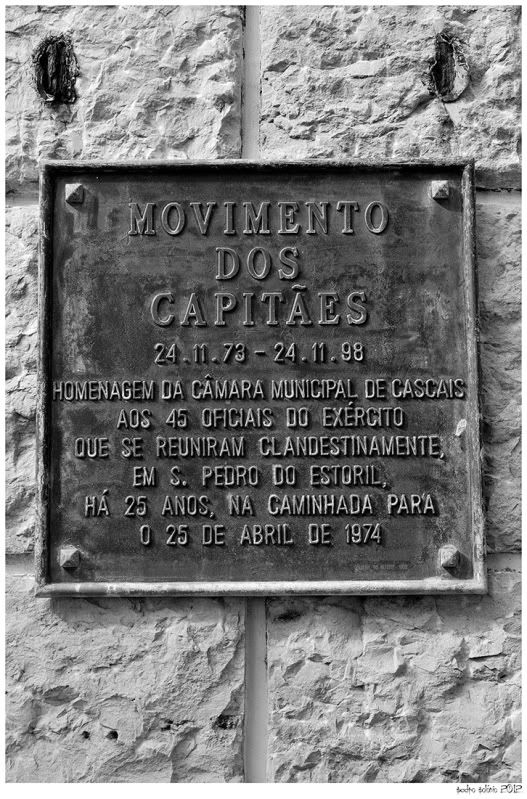 MOVIMENTO
DOS
CAPITÃES
24.11.73 - 24.11.98
HOMENAGEM DA CÂMARA MUNICIPAL DE CASCAIS
AOS 45 OFICIAIS DO EXÉRCITO
QUE SE REUNIRAM CLANDESTINAMENTE,
EM S. PEDRO DO ESTORIL,
HÁ 25 ANOS, NA CAMINHADA PARA
O 25 DE ABRIL DE 1974
2012